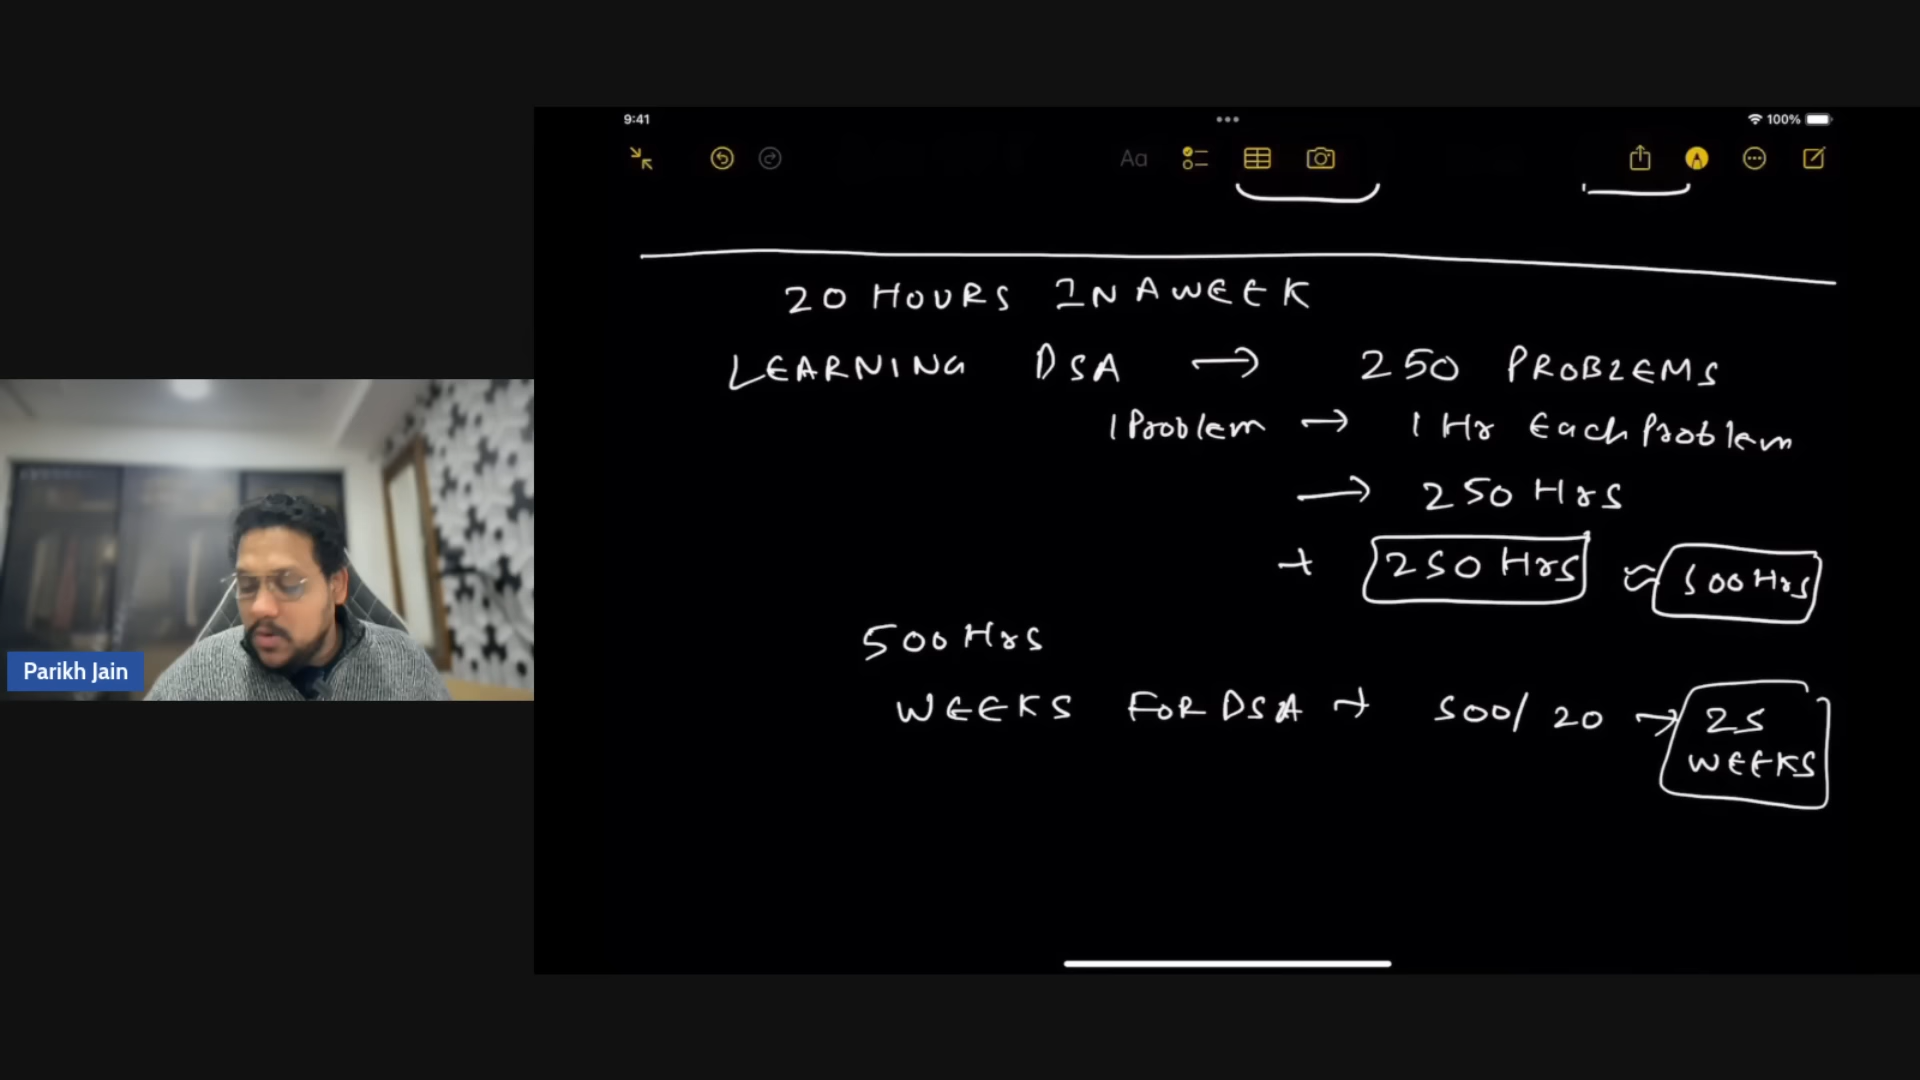 9:41
100%
Aa
20 HOURS IN A WEEK
LEARNING DSA → 250 PROBLEMS
1 Problem → 1 Hr Each Problem
→ 250 Hrs
+ 250 Hrs ≈ 500 Hrs
500 Hrs
WEEKS FOR DSA → 500/20 → 25
WEEKS
Parikh Jain